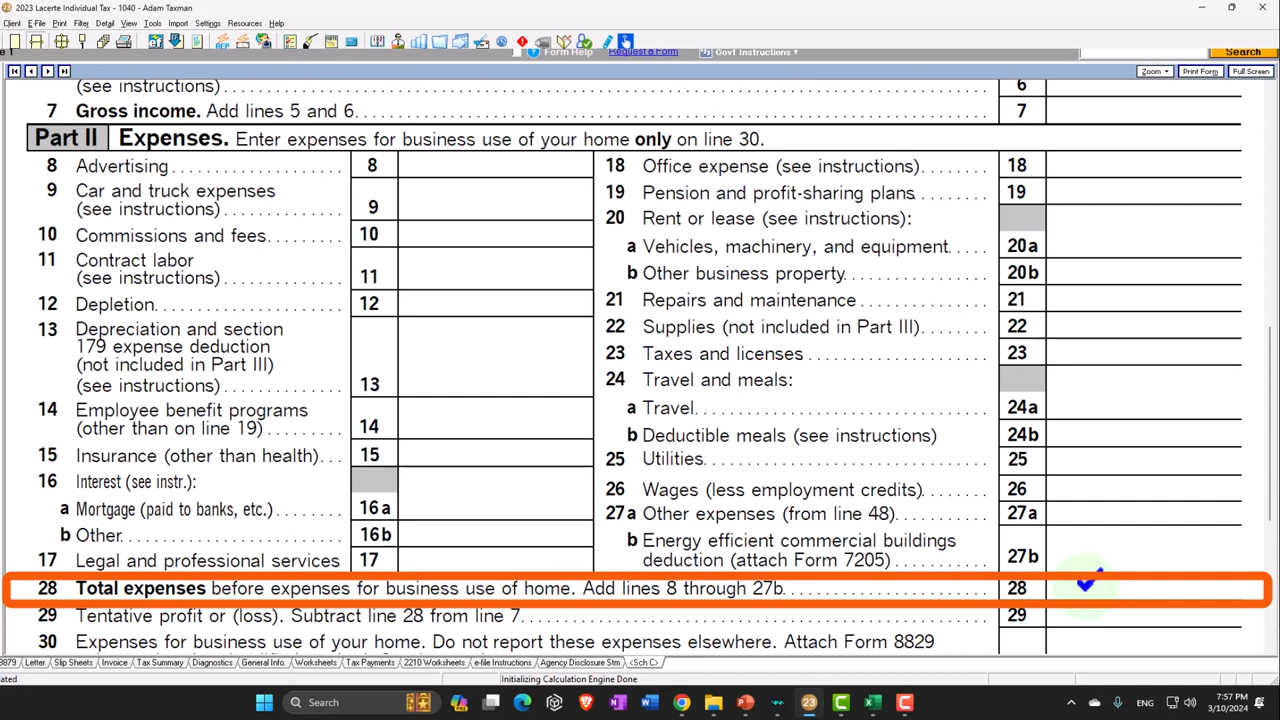 2023 Lacerte Individual Tax - 1040 - Adam Taxman
Client E-File Print Filter Detail View Tools Import Settings Resources Help
Form Help Request a Form Govt Instructions Search
Zoom Print Form Full Screen
(see instructions) 6
7 Gross income. Add lines 5 and 6 7
Part II Expenses. Enter expenses for business use of your home only on line 30.
8 Advertising 8
9 Car and truck expenses
(see instructions) 9
10 Commissions and fees 10
11 Contract labor
(see instructions) 11
12 Depletion 12
13 Depreciation and section
179 expense deduction
(not included in Part III)
(see instructions) 13
14 Employee benefit programs
(other than on line 19) 14
15 Insurance (other than health) 15
16 Interest (see instr.):
a Mortgage (paid to banks, etc.) 16a
b Other 16b
17 Legal and professional services 17
18 Office expense (see instructions) 18
19 Pension and profit-sharing plans 19
20 Rent or lease (see instructions):
a Vehicles, machinery, and equipment 20a
b Other business property 20b
21 Repairs and maintenance 21
22 Supplies (not included in Part III) 22
23 Taxes and licenses 23
24 Travel and meals:
a Travel 24a
b Deductible meals (see instructions) 24b
25 Utilities 25
26 Wages (less employment credits) 26
27a Other expenses (from line 48) 27a
b Energy efficient commercial buildings
deduction (attach Form 7205) 27b
28 Total expenses before expenses for business use of home. Add lines 8 through 27b 28
29 Tentative profit or (loss). Subtract line 28 from line 7 29
30 Expenses for business use of your home. Do not report these expenses elsewhere. Attach Form 8829
8879 Letter Slip Sheets Invoice Tax Summary Diagnostics General Info. Worksheets Tax Payments 2210 Worksheets e-file Instructions Agency Disclosure Stm <Sch C>
Initializing Calculation Engine Done
Search
23
ENG
7:57 PM
3/10/2024